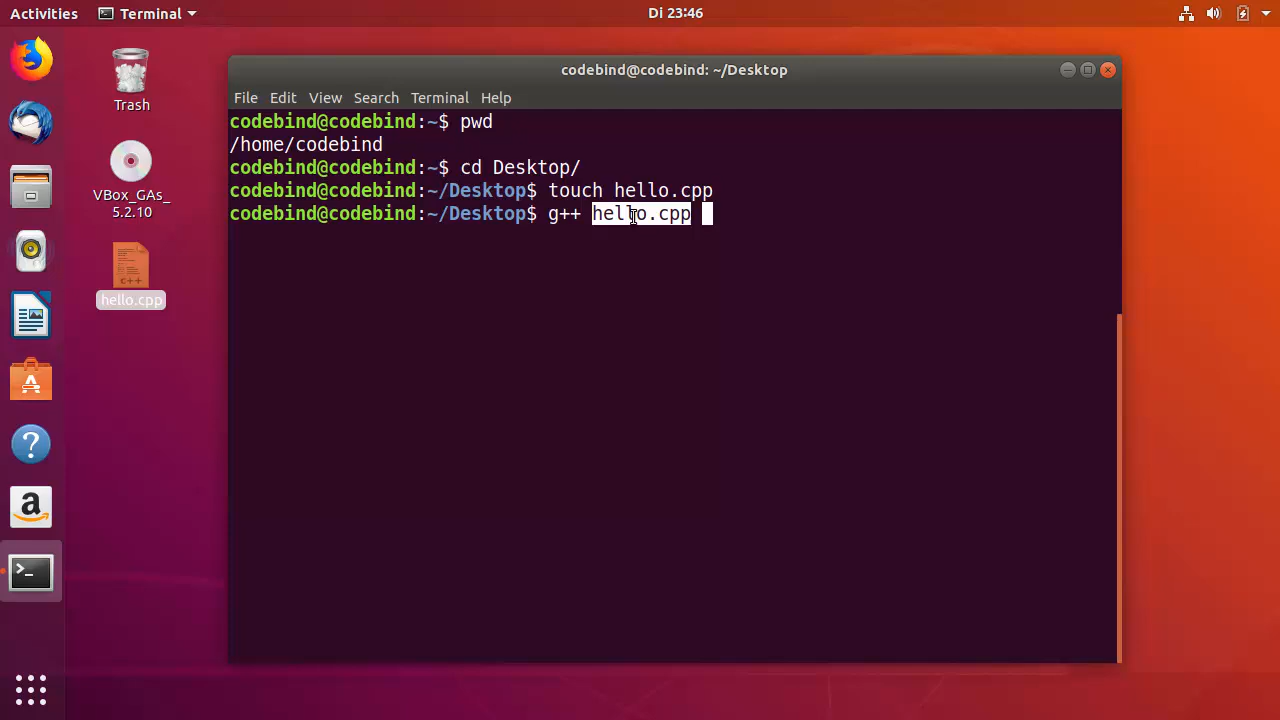 Activities Terminal Di 23:46
codebind@codebind: ~/Desktop
File Edit View Search Terminal Help
codebind@codebind:~$ pwd
/home/codebind
codebind@codebind:~$ cd Desktop/
codebind@codebind:~/Desktop$ touch hello.cpp
codebind@codebind:~/Desktop$ g++ hello.cpp
Trash
VBox_GAs_
5.2.10
C++
hello.cpp